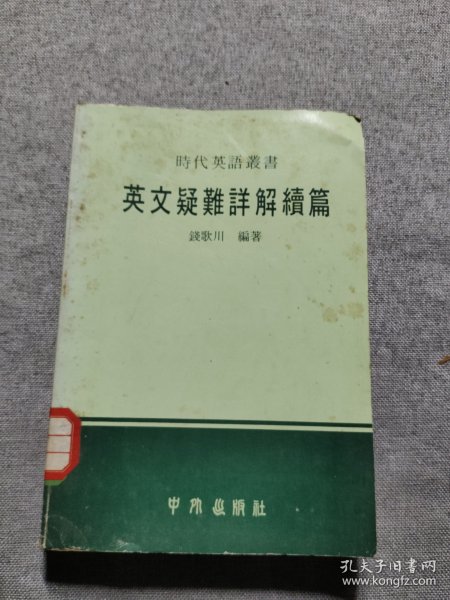 時代英語叢書
英文疑難詳解續篇
錢歌川 編著
中外出版社
孔夫子旧书网
www.kongfz.com